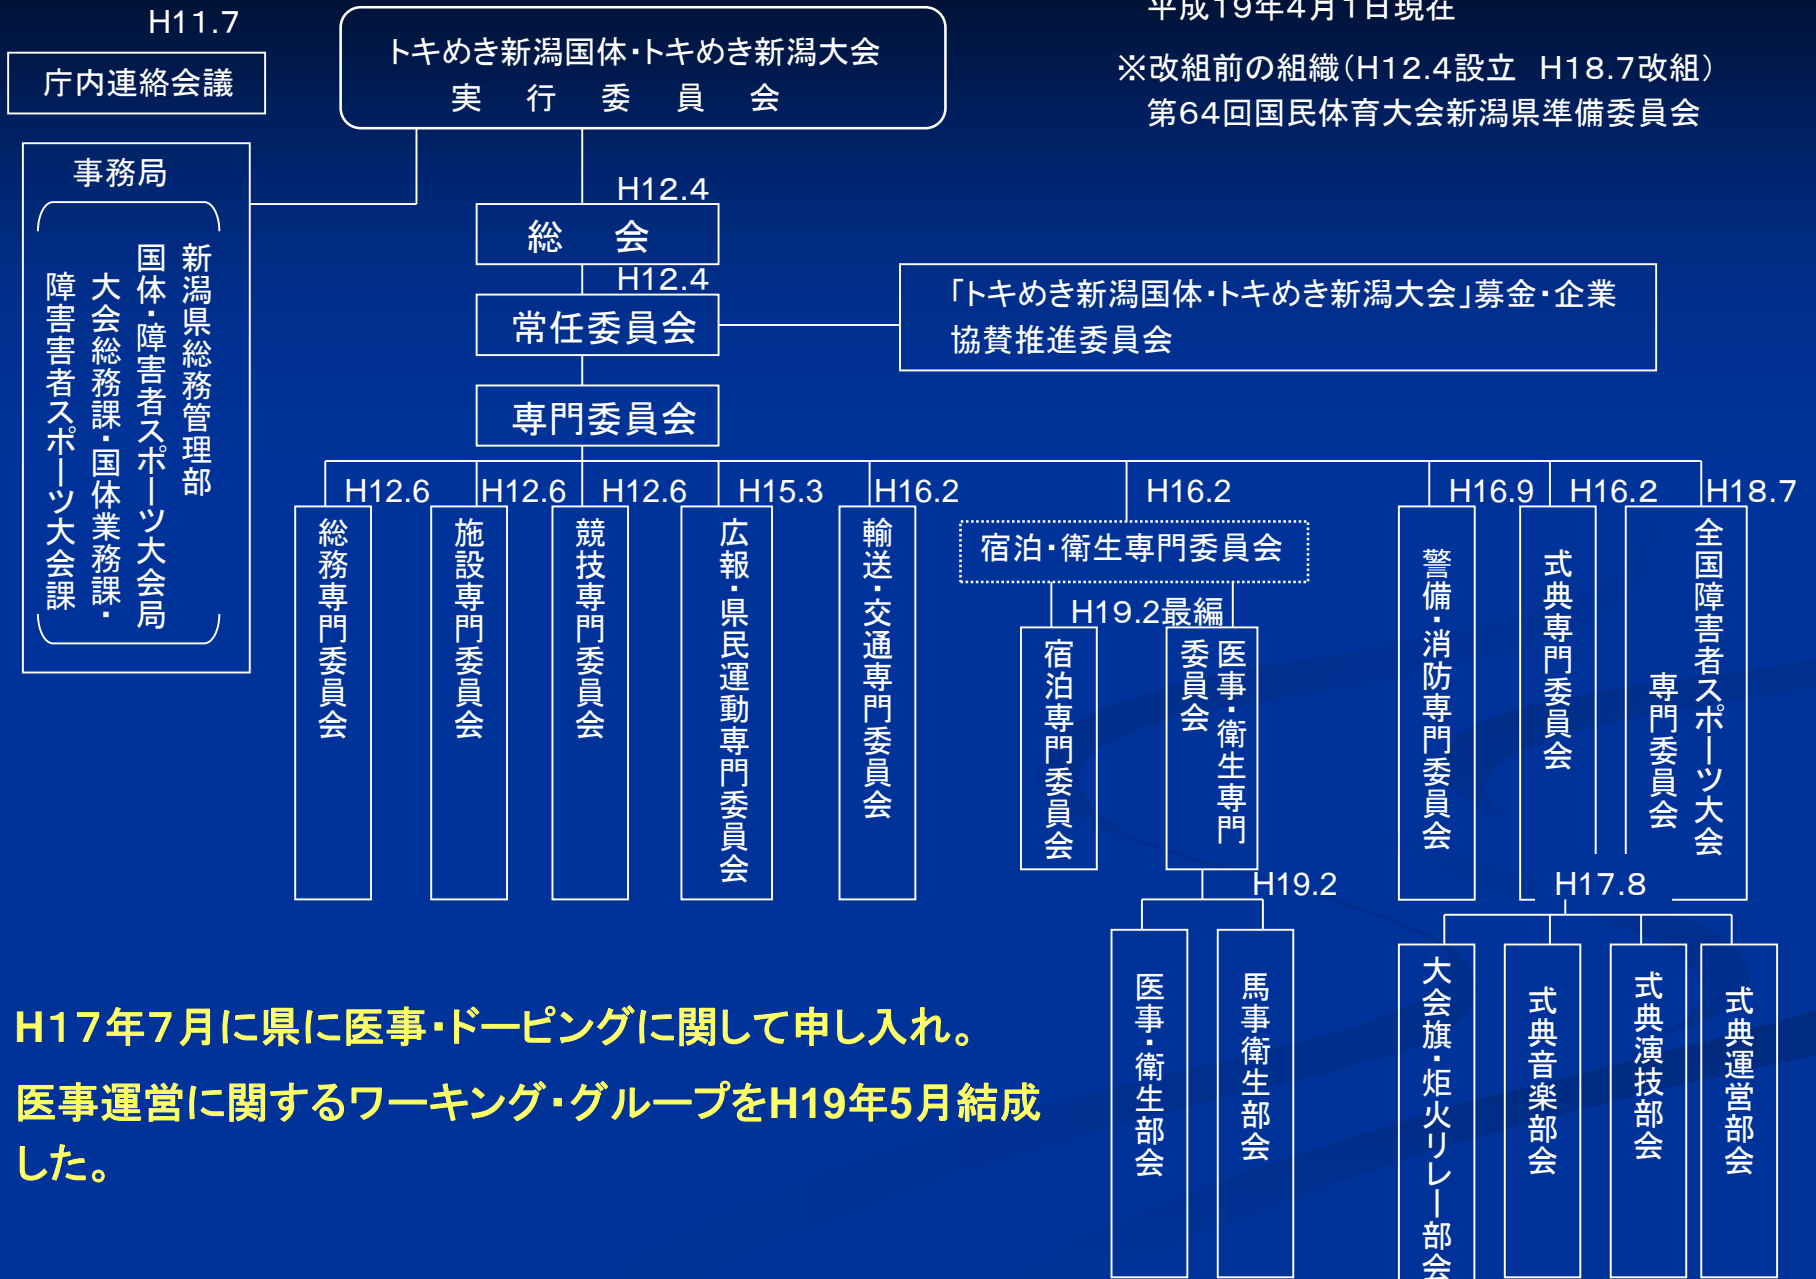 平成19年4月1日現在
※改組前の組織(H12.4設立 H18.7改組)
第64回国民体育大会新潟県準備委員会
H11.7
庁内連絡会議
トキめき新潟国体・トキめき新潟大会
実 行 委 員 会
事務局
新潟県総務管理部
国体・障害者スポーツ大会局
大会総務課・国体業務課・
障害害者スポーツ大会課
H12.4
総 会
H12.4
常任委員会
「トキめき新潟国体・トキめき新潟大会」募金・企業
協賛推進委員会
専門委員会
H12.6
総務専門委員会
H12.6
施設専門委員会
H12.6
競技専門委員会
H15.3
広報・県民運動専門委員会
H16.2
輸送・交通専門委員会
H16.2
宿泊・衛生専門委員会
H19.2最編
宿泊専門委員会
医事・衛生専門
委員会
H19.2
医事・衛生部会
馬事衛生部会
H16.9
警備・消防専門委員会
H16.2
式典専門委員会
H18.7
全国障害者スポーツ大会
専門委員会
H17.8
大会旗・炬火リレー部会
式典音楽部会
式典演技部会
式典運営部会
H17年7月に県に医事・ドーピングに関して申し入れ。
医事運営に関するワーキング・グループをH19年5月結成
した。